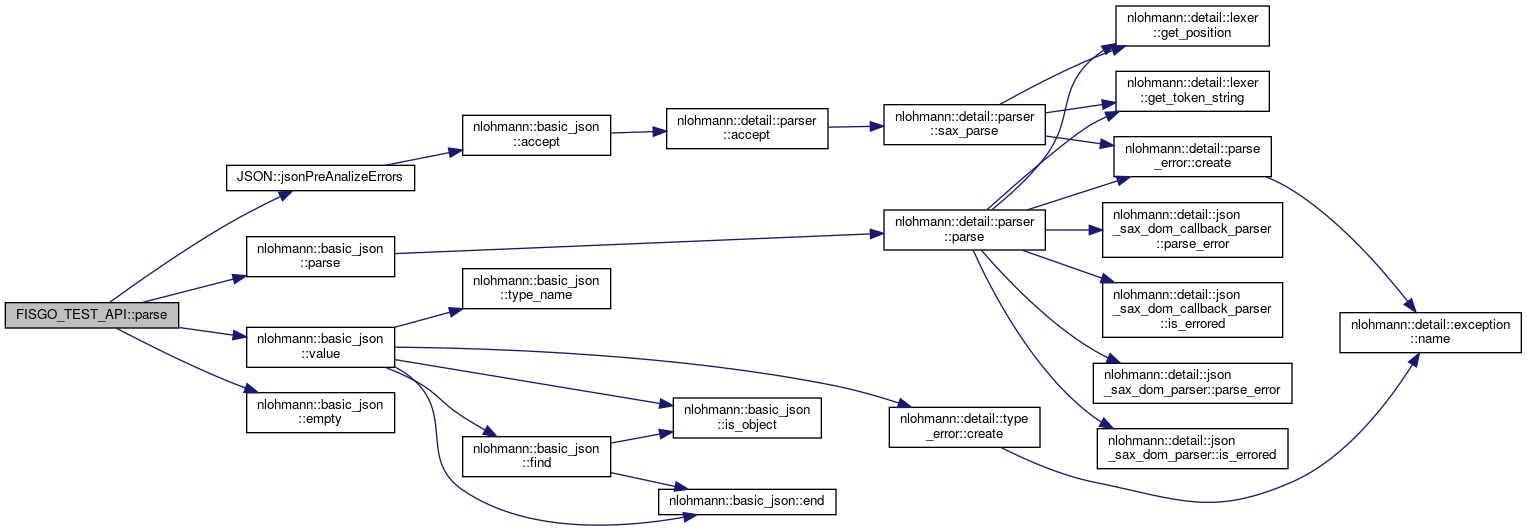 FISGO_TEST_API::parse
JSON::jsonPreAnalizeErrors
nlohmann::basic_json
::parse
nlohmann::basic_json
::value
nlohmann::basic_json
::empty
nlohmann::basic_json
::accept
nlohmann::basic_json
::type_name
nlohmann::basic_json
::find
nlohmann::detail::parser
::accept
nlohmann::basic_json
::is_object
nlohmann::basic_json::end
nlohmann::detail::parser
::sax_parse
nlohmann::detail::parser
::parse
nlohmann::detail::type
_error::create
nlohmann::detail::lexer
::get_position
nlohmann::detail::lexer
::get_token_string
nlohmann::detail::parse
_error::create
nlohmann::detail::json
_sax_dom_callback_parser
::parse_error
nlohmann::detail::json
_sax_dom_callback_parser
::is_errored
nlohmann::detail::json
_sax_dom_parser::parse_error
nlohmann::detail::json
_sax_dom_parser::is_errored
nlohmann::detail::exception
::name